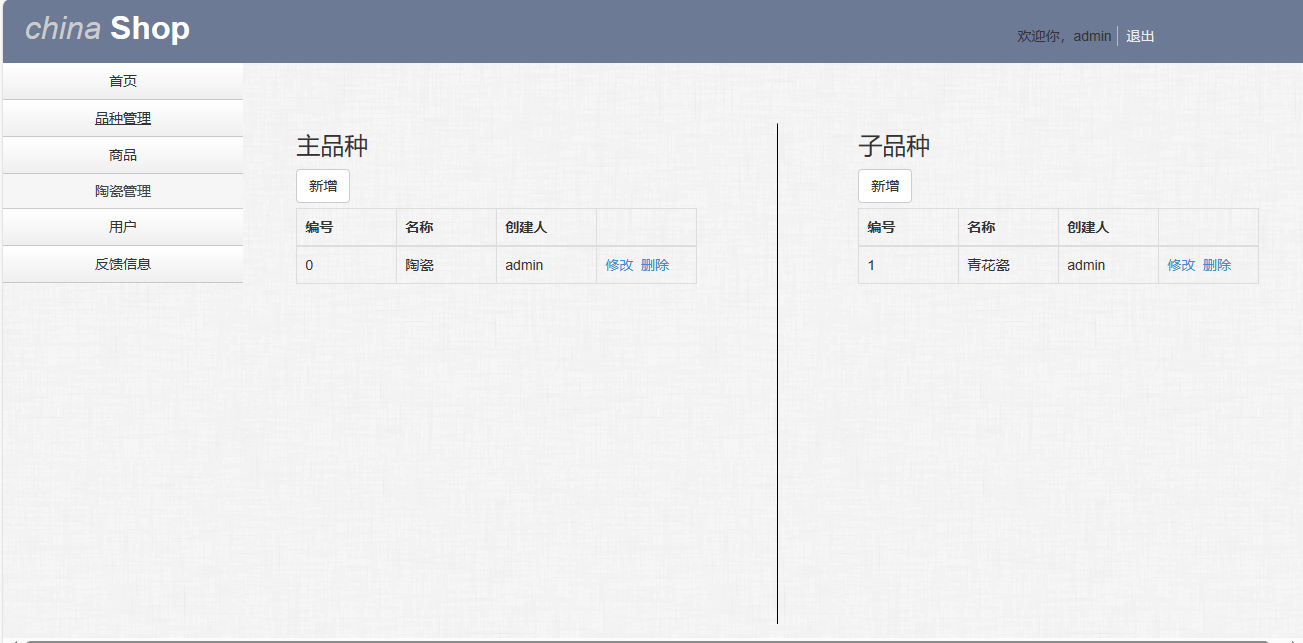 china Shop
欢迎你，admin 退出
首页
品种管理
商品
陶瓷管理
用户
反馈信息
主品种
新增
编号 名称 创建人
0 陶瓷 admin 修改 删除
子品种
新增
编号 名称 创建人
1 青花瓷 admin 修改 删除